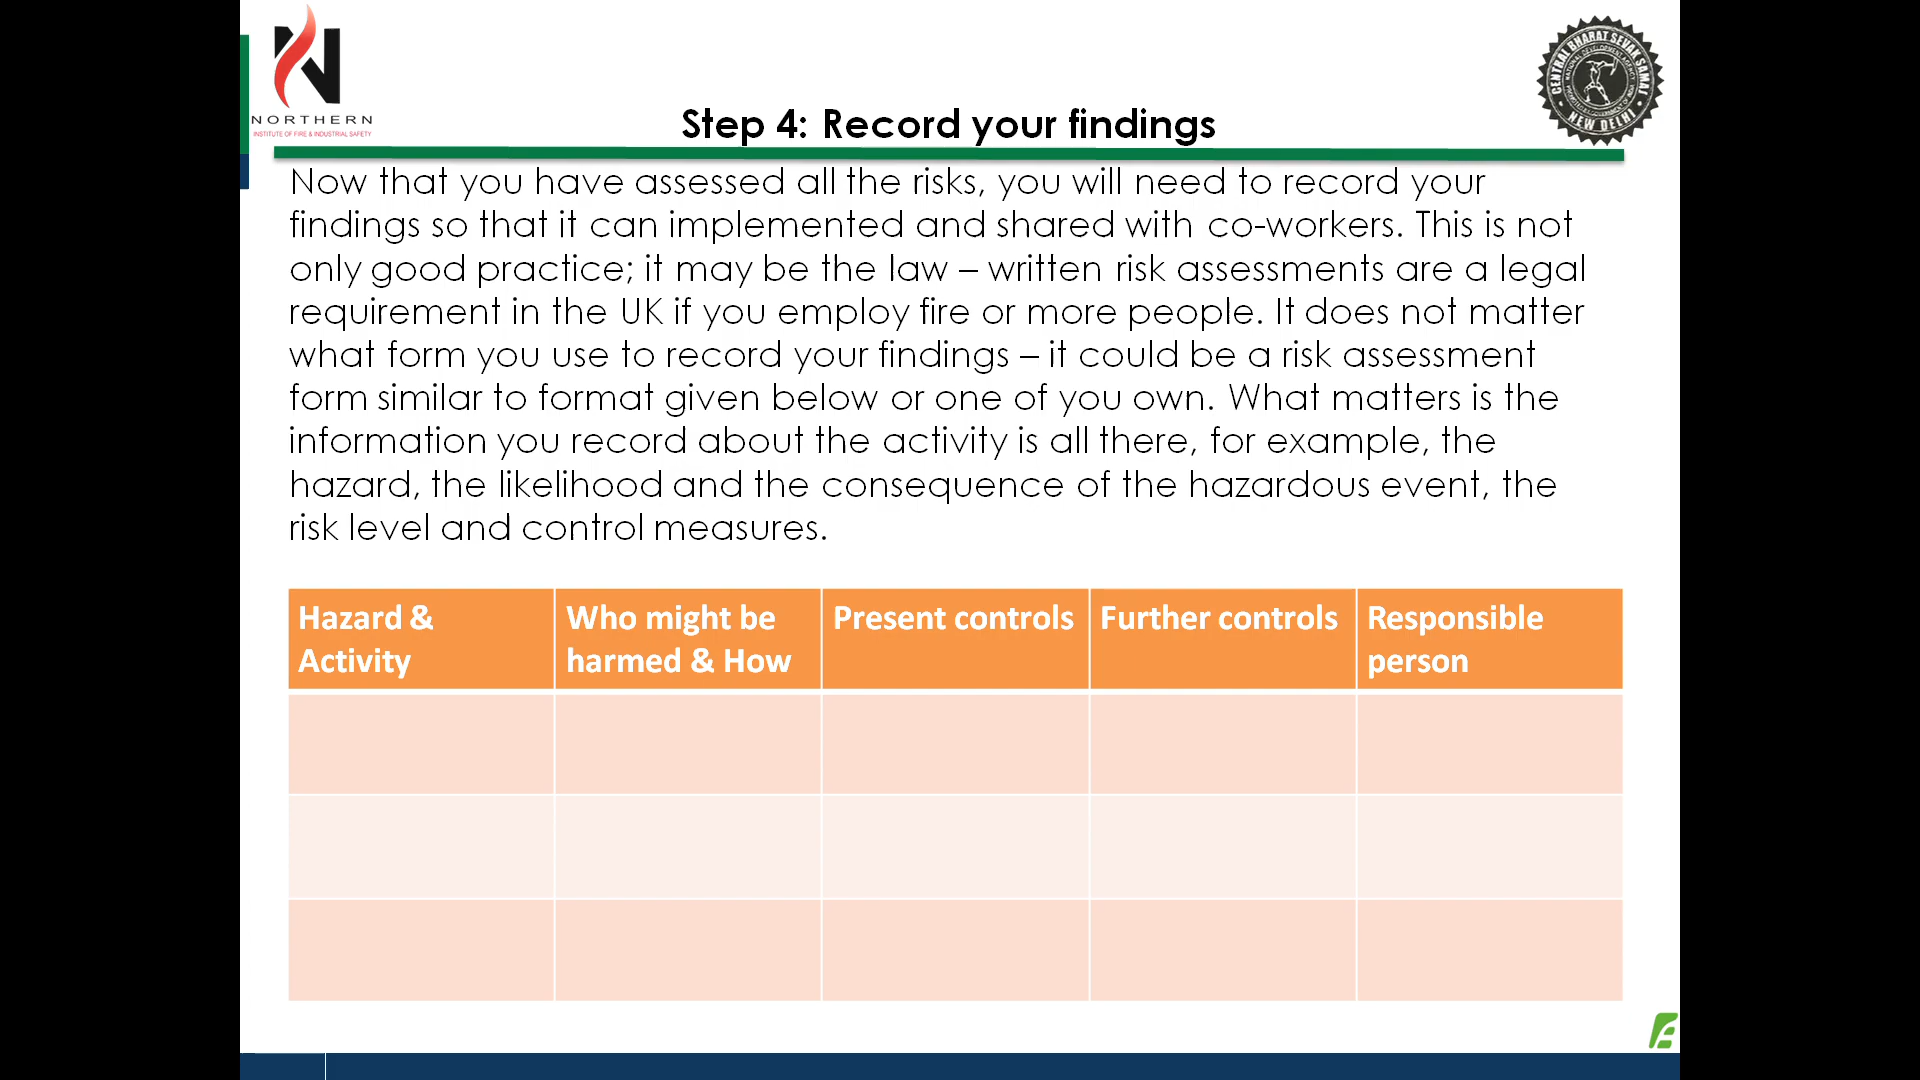 NORTHERN
INSTITUTE OF FIRE & INDUSTRIAL SAFETY
CENTRAL BHARAT SEVAK SAMAJ
NEW DELHI
Step 4: Record your findings
Now that you have assessed all the risks, you will need to record your
findings so that it can implemented and shared with co-workers. This is not
only good practice; it may be the law – written risk assessments are a legal
requirement in the UK if you employ fire or more people. It does not matter
what form you use to record your findings – it could be a risk assessment
form similar to format given below or one of you own. What matters is the
information you record about the activity is all there, for example, the
hazard, the likelihood and the consequence of the hazardous event, the
risk level and control measures.
Hazard & Activity
Who might be harmed & How
Present controls
Further controls
Responsible person